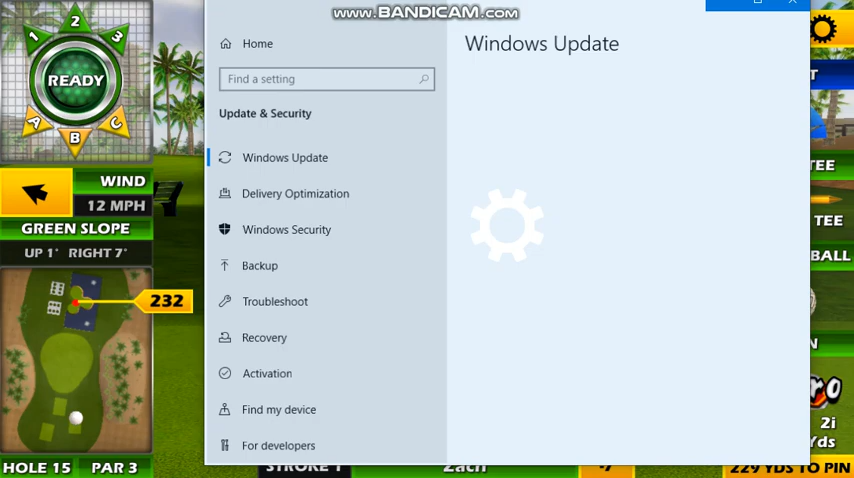 WWW.BANDICAM.COM
1 2 3
READY
A B C
WIND
12 MPH
GREEN SLOPE
UP 1° RIGHT 7°
232
HOLE 15 PAR 3
Home
Find a setting
Update & Security
Windows Update
Delivery Optimization
Windows Security
Backup
Troubleshoot
Recovery
Activation
Find my device
For developers
Windows Update
T
TEE
TEE
BALL
N
ro
2i
Yds
STROKE 1
Zach
-7
229 YDS TO PIN